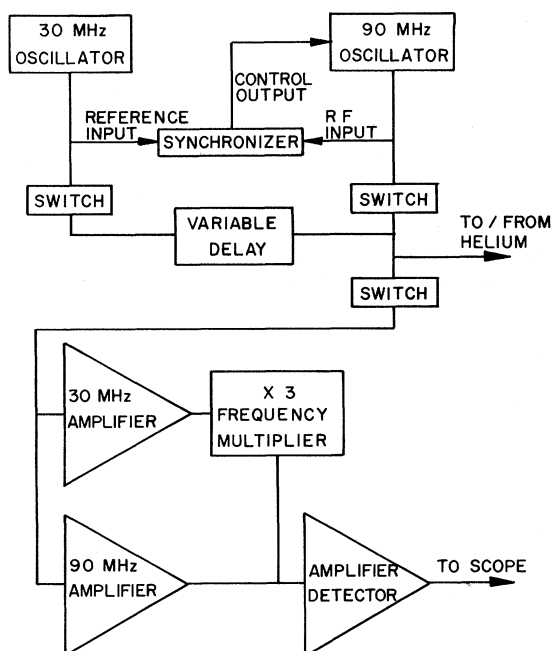 30 MHz
OSCILLATOR
90 MHz
OSCILLATOR
CONTROL
OUTPUT
REFERENCE
INPUT
SYNCHRONIZER
RF
INPUT
SWITCH
SWITCH
VARIABLE
DELAY
TO / FROM
HELIUM
SWITCH
30 MHz
AMPLIFIER
X 3
FREQUENCY
MULTIPLIER
90 MHz
AMPLIFIER
AMPLIFIER
DETECTOR
TO SCOPE